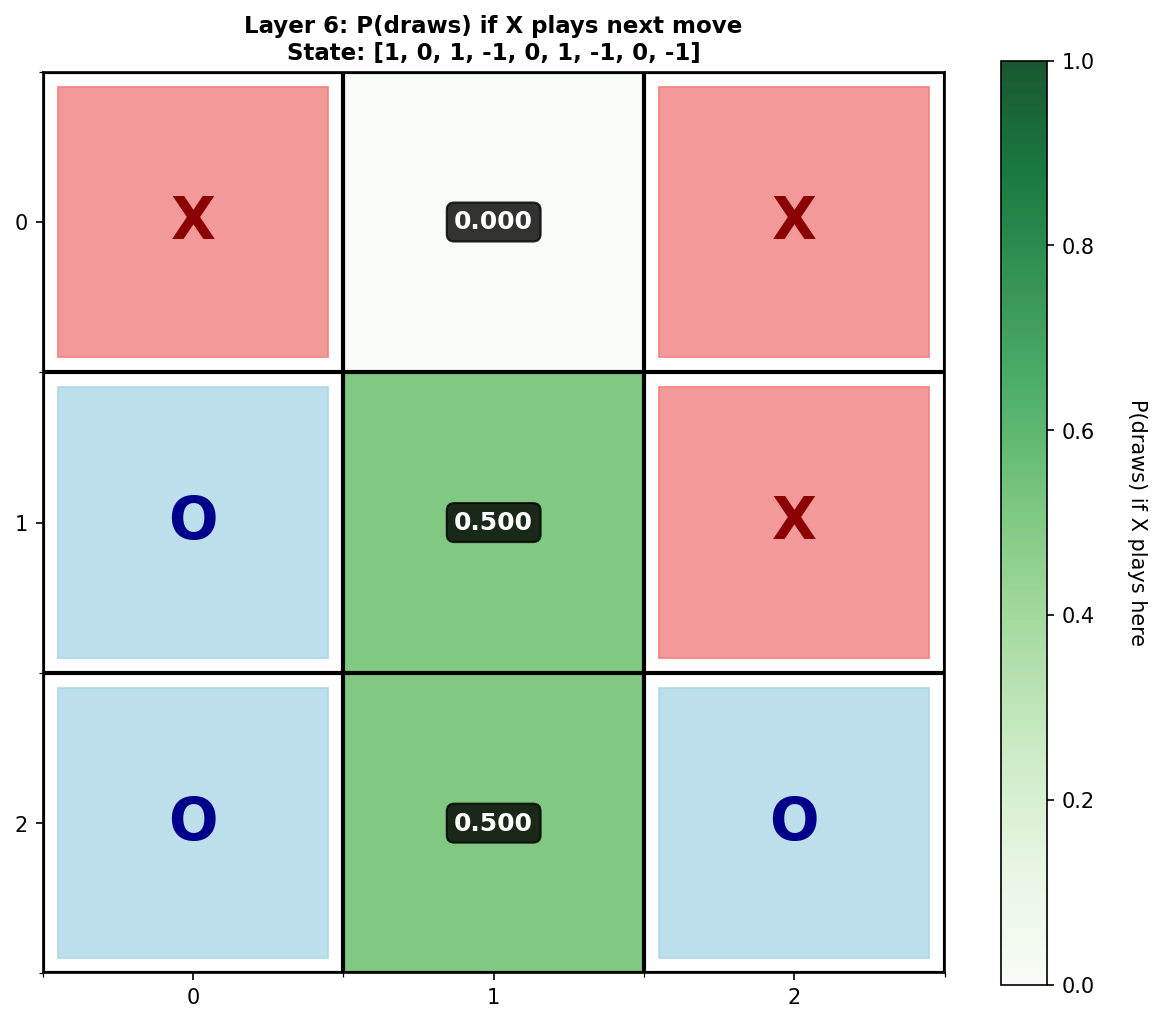 Layer 6: P(draws) if X plays next move
State: [1, 0, 1, -1, 0, 1, -1, 0, -1]
X
0.000
X
O
0.500
X
O
0.500
O
0
1
2
0
1
2
1.0
0.8
0.6
0.4
0.2
0.0
P(draws) if X plays here